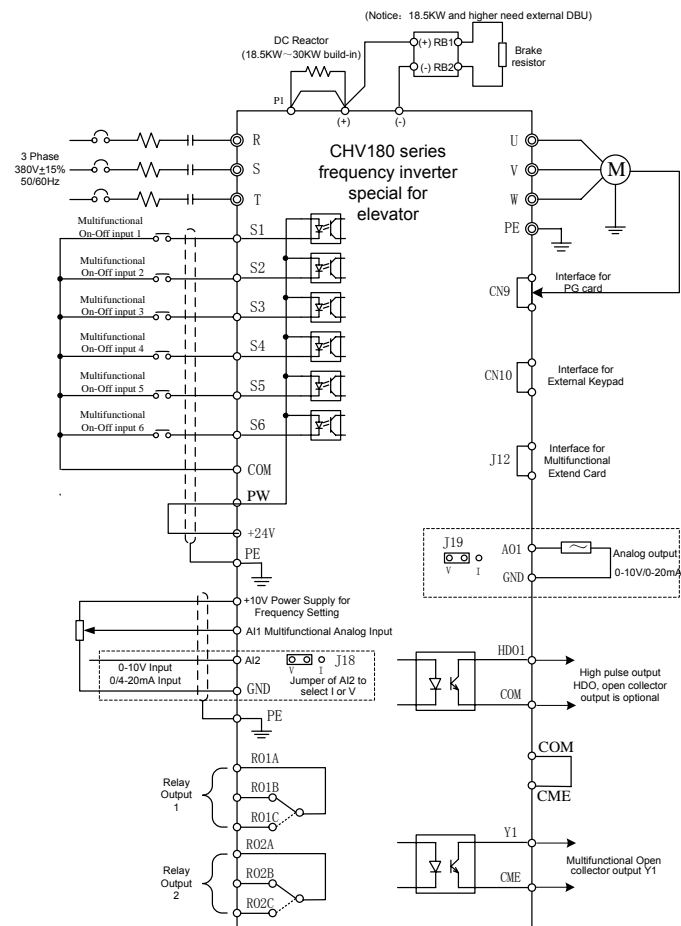 (Notice: 18.5KW and higher need external DBU)
DC Reactor
(18.5KW～30KW build-in)
(+) RB1
(-) RB2
Brake
resistor
P1
(+)
(-)
3 Phase
380V±15%
50/60Hz
R
S
T
CHV180 series
frequency inverter
special for
elevator
U
V
W
PE
M
Multifunctional
On-Off input 1
S1
Multifunctional
On-Off input 2
S2
Multifunctional
On-Off input 3
S3
Multifunctional
On-Off input 4
S4
Multifunctional
On-Off input 5
S5
Multifunctional
On-Off input 6
S6
COM
PW
+24V
PE
CN9
Interface for
PG card
CN10
Interface for
External Keypad
J12
Interface for
Multifunctional
Extend Card
J19
V I
AO1
GND
Analog output
0-10V/0-20mA
+10V Power Supply for
Frequency Setting
AI1 Multifunctional Analog Input
0-10V Input
0/4-20mA Input
AI2
V I
J18
Jumper of AI2 to
select I or V
GND
PE
HDO1
COM
High pulse output
HDO, open collector
output is optional
COM
CME
Relay
Output
1
RO1A
RO1B
RO1C
Relay
Output
2
RO2A
RO2B
RO2C
Y1
CME
Multifunctional Open
collector output Y1